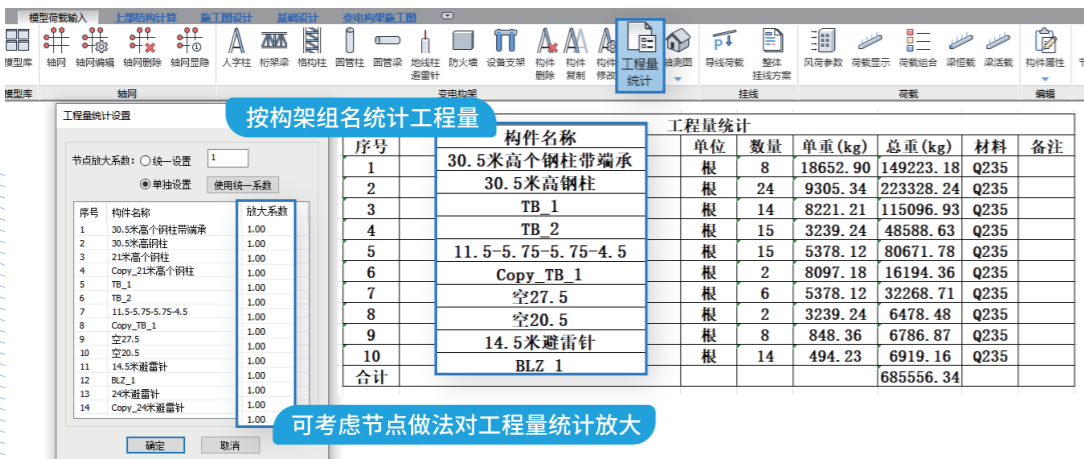 模型荷载输入 上部结构计算 施工图设计 基础设计 变电构架施工图
模型库 轴网 轴网编辑 轴网删除 轴网显隐 人字柱 桁架梁 格构柱 圆管柱 圆管梁 地线柱避雷针 防火墙 设备支架 构件删除 构件复制 构件修改 工程量统计 轴测图 导线荷载 整体挂线方案 风荷参数 荷载显示 荷载组合 梁恒载 梁活载 构件属性
模型库 轴网 变电构架 挂线 荷载 编辑
工程量统计设置
按构架组名统计工程量
节点放大系数： 统一设置 1
单独设置 使用统一系数
序号 构件名称 放大系数
1 30.5米高个钢柱带端承 1.00
2 30.5米高钢柱 1.00
3 21米高个钢柱 1.00
4 Copy_21米高个钢柱 1.00
5 TB_1 1.00
6 TB_2 1.00
7 11.5-5.75-5.75-4.5 1.00
8 Copy_TB_1 1.00
9 空27.5 1.00
10 空20.5 1.00
11 14.5米避雷针 1.00
12 BLZ_1 1.00
13 24米避雷针 1.00
14 Copy_24米避雷针 1.00
确定 取消
工程量统计
序号 构件名称 单位 数量 单重(kg) 总重(kg) 材料 备注
1 30.5米高个钢柱带端承 根 8 18652.90 149223.18 Q235
2 30.5米高钢柱 根 24 9305.34 223328.24 Q235
3 TB_1 根 14 8221.21 115096.93 Q235
4 TB_2 根 15 3239.24 48588.63 Q235
5 11.5-5.75-5.75-4.5 根 15 5378.12 80671.78 Q235
6 Copy_TB_1 根 2 8097.18 16194.36 Q235
7 空27.5 根 6 5378.12 32268.71 Q235
8 空20.5 根 2 3239.24 6478.48 Q235
9 14.5米避雷针 根 8 848.36 6786.87 Q235
10 BLZ_1 根 14 494.23 6919.16 Q235
合计 685556.34
可考虑节点做法对工程量统计放大